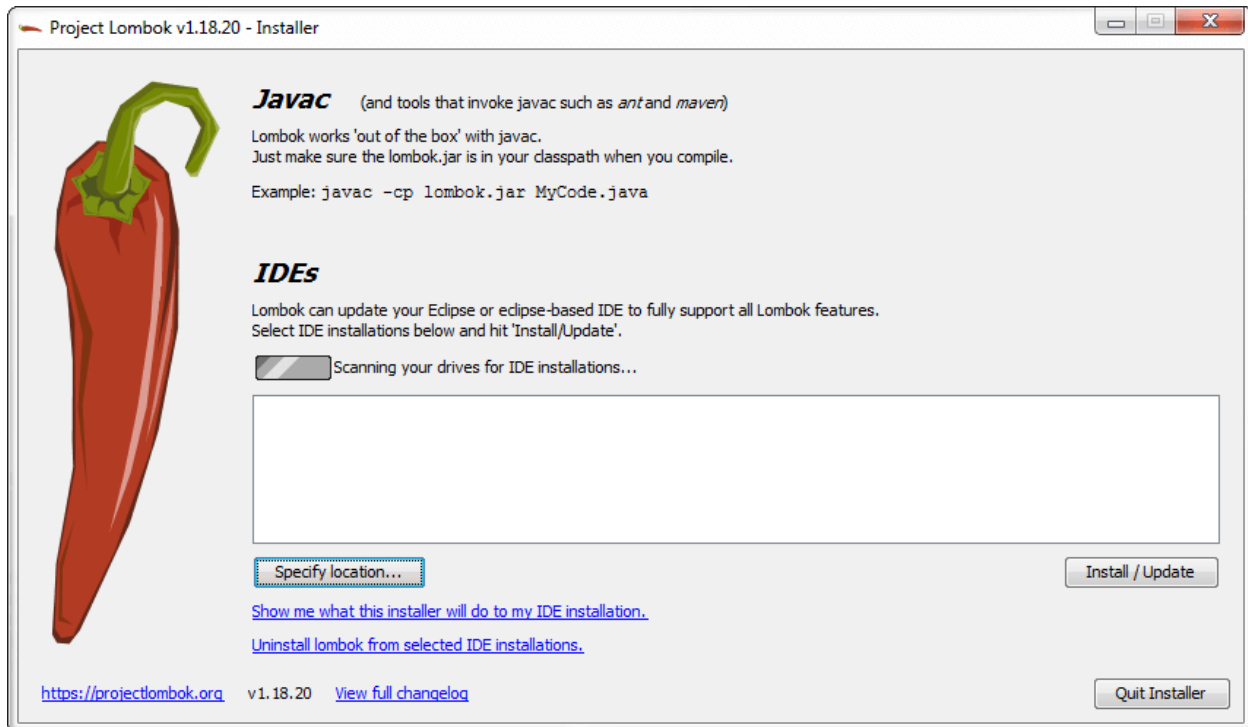 Project Lombok v1.18.20 - Installer
Javac (and tools that invoke javac such as ant and maven)
Lombok works 'out of the box' with javac.
Just make sure the lombok.jar is in your classpath when you compile.
Example: javac -cp lombok.jar MyCode.java
IDEs
Lombok can update your Eclipse or eclipse-based IDE to fully support all Lombok features.
Select IDE installations below and hit 'Install/Update'.
Scanning your drives for IDE installations...
Specify location...
Install / Update
Show me what this installer will do to my IDE installation.
Uninstall lombok from selected IDE installations.
https://projectlombok.org v1.18.20 View full changelog
Quit Installer